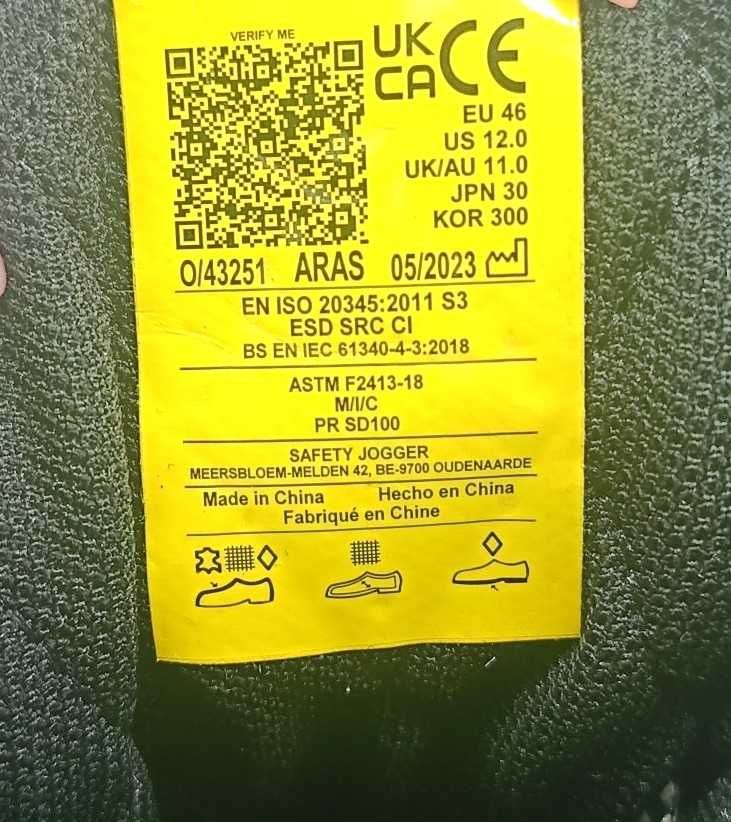 VERIFY ME
UK
CA CE
EU 46
US 12.0
UK/AU 11.0
JPN 30
KOR 300
O/43251 ARAS 05/2023
EN ISO 20345:2011 S3
ESD SRC CI
BS EN IEC 61340-4-3:2018
ASTM F2413-18
M/I/C
PR SD100
SAFETY JOGGER
MEERSBLOEM-MELDEN 42, BE-9700 OUDENAARDE
Made in China Hecho en China
Fabriqué en Chine